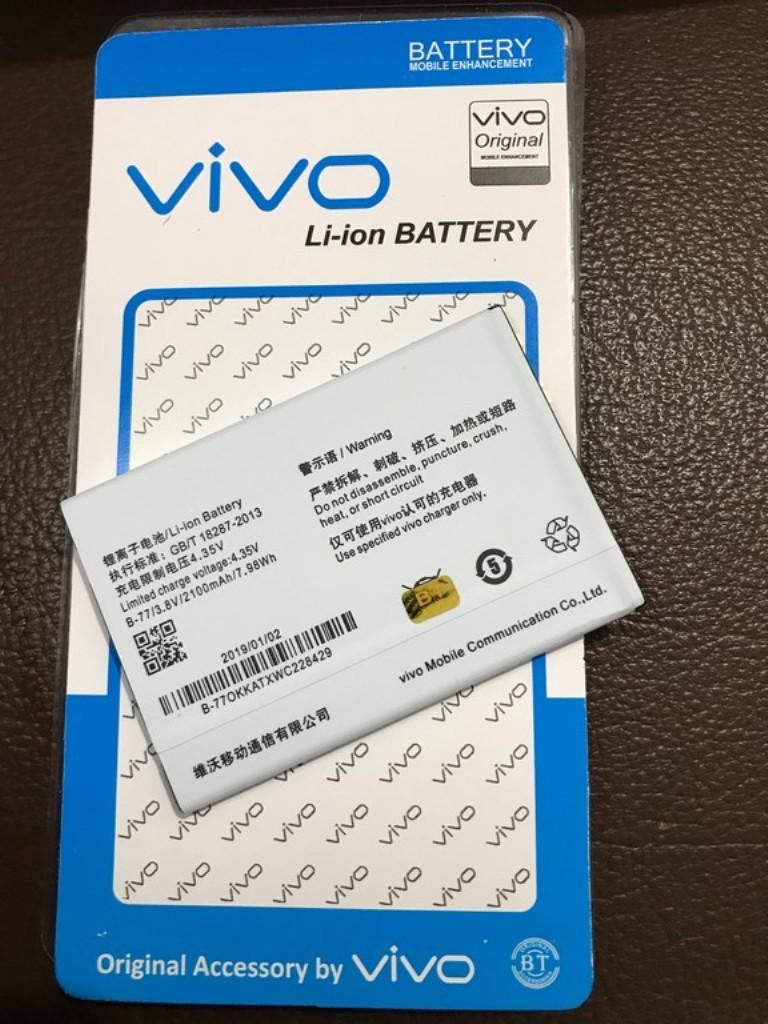 BATTERY
MOBILE ENHANCEMENT
vivo
Original
MOBILE ENHANCEMENT
vivo
Li-ion BATTERY
锂离子电池/Li-ion Battery
执行标准: GB/T 18287-2013
充电限制电压4.35V
Limited charge voltage:4.35V
B-77/3.8V/2100mAh/7.98Wh
2019/01/02
B-77OKKATXWC228429
维沃移动通信有限公司
警示语/Warning
严禁拆解、刺破、挤压、加热或短路
Do not disassemble, puncture, crush,
heat, or short circuit
仅可使用vivo认可的充电器
Use specified vivo charger only.
B
5
vivo Mobile Communication Co.,Ltd.
Original Accessory by vivo
ORIGINAL
BT